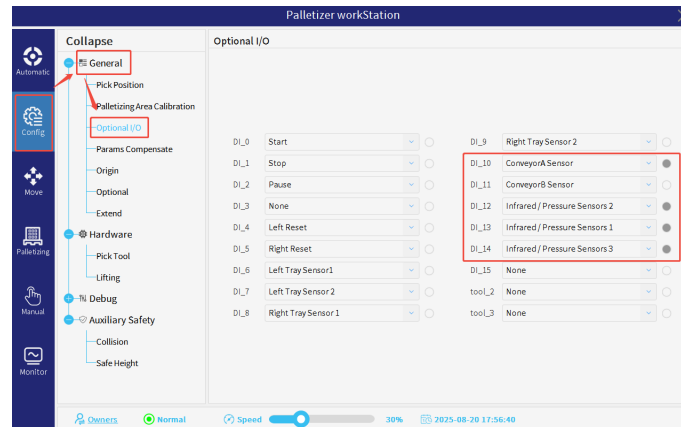 Palletizer workStation
Automatic
Config
Move
Palletizing
Manual
Monitor
Collapse
General
Pick Position
Palletizing Area Calibration
Optional I/O
Params Compensate
Origin
Optional
Extend
Hardware
Pick Tool
Lifting
Debug
Auxiliary Safety
Collision
Safe Height
Optional I/O
DI_0 Start
DI_1 Stop
DI_2 Pause
DI_3 None
DI_4 Left Reset
DI_5 Right Reset
DI_6 Left Tray Sensor1
DI_7 Left Tray Sensor 2
DI_8 Right Tray Sensor 1
DI_9 Right Tray Sensor 2
DI_10 ConveyorA Sensor
DI_11 ConveyorB Sensor
DI_12 Infrared / Pressure Sensors 2
DI_13 Infrared / Pressure Sensors 1
DI_14 Infrared / Pressure Sensors 3
DI_15 None
tool_2 None
tool_3 None
Owners Normal Speed 30% 2025-08-20 17:56:40